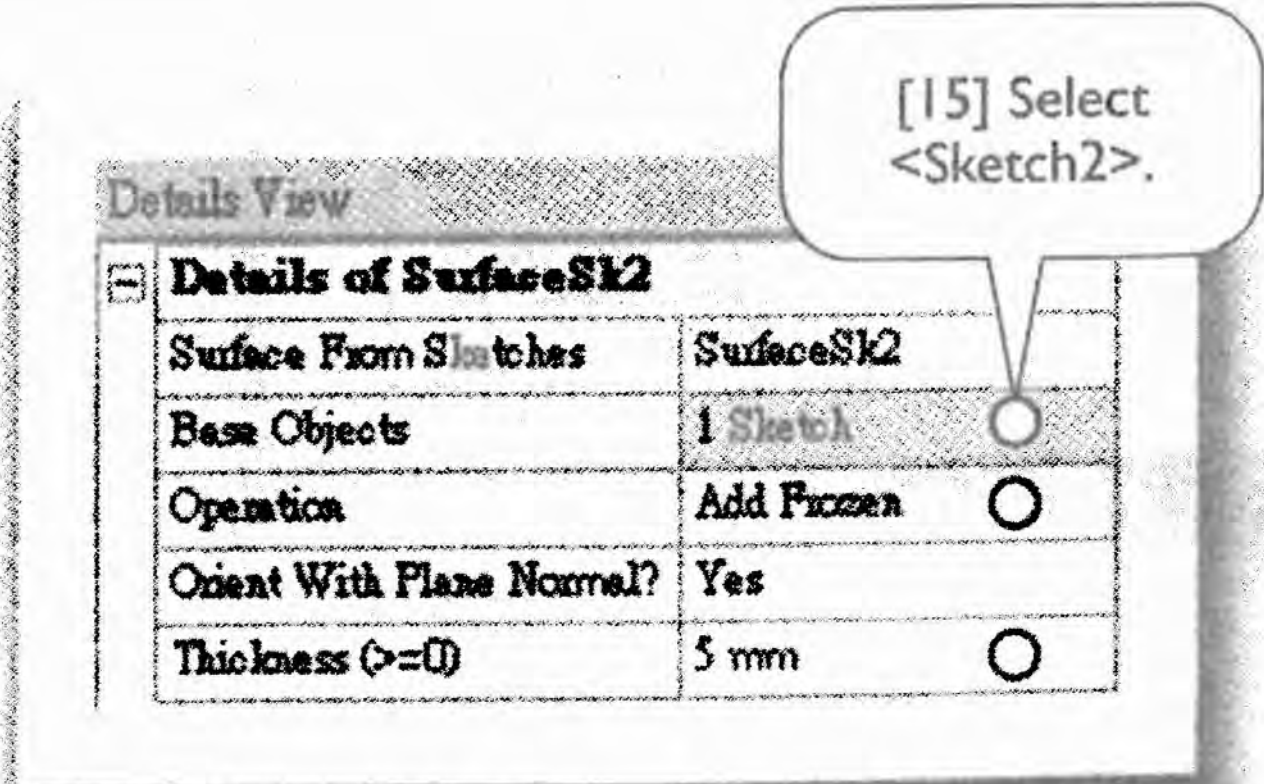 [15] Select
<Sketch2>.
Details View
Details of SurfaceSk2
Surface From Sketches SurfaceSk2
Base Objects 1 Sketch
Operation Add Frozen
Orient With Plane Normal? Yes
Thickness (>=0) 5 mm